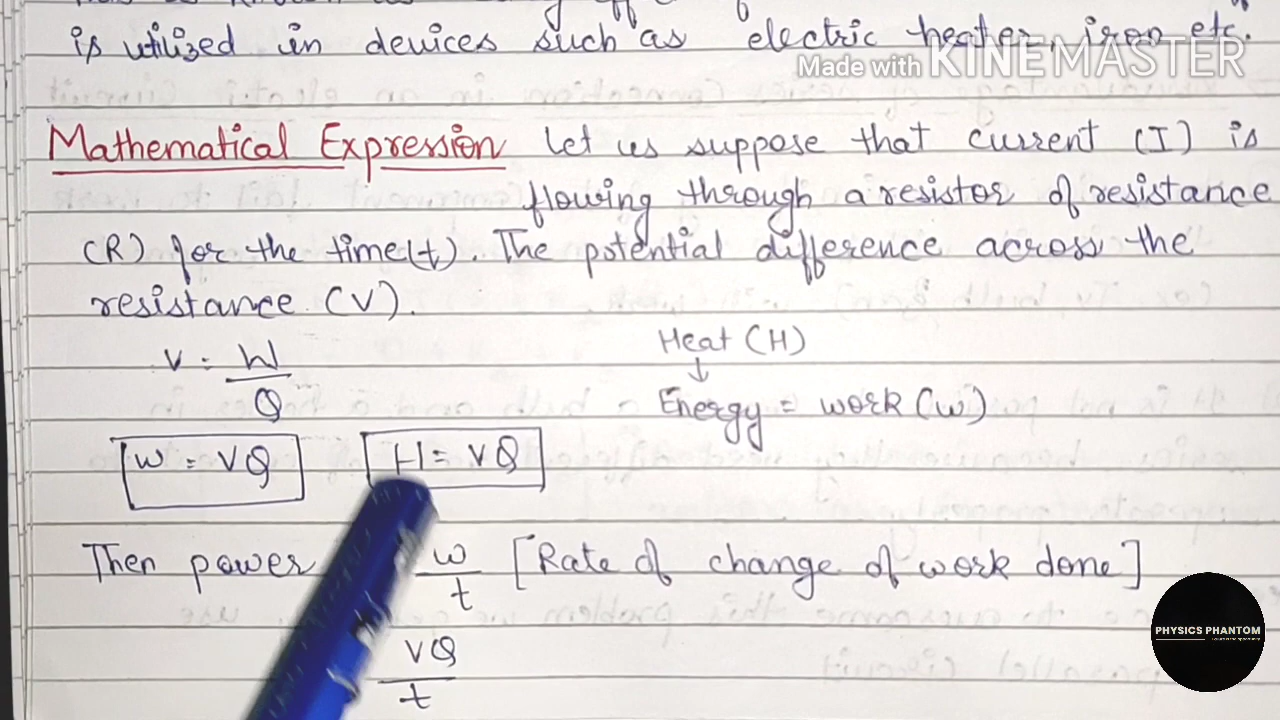 is utilized in devices such as electric heater, iron etc.
Made with KINEMASTER
Mathematical Expression Let us suppose that current (I) is
flowing through a resistor of resistance
(R) for the time(t). The potential difference across the
resistance (V).
V = W
Q
Heat (H)
↓
Energy = work (w)
W = VQ
H = VQ
Then power w [Rate of change of work done]
t
VQ
t
PHYSICS PHANTOM